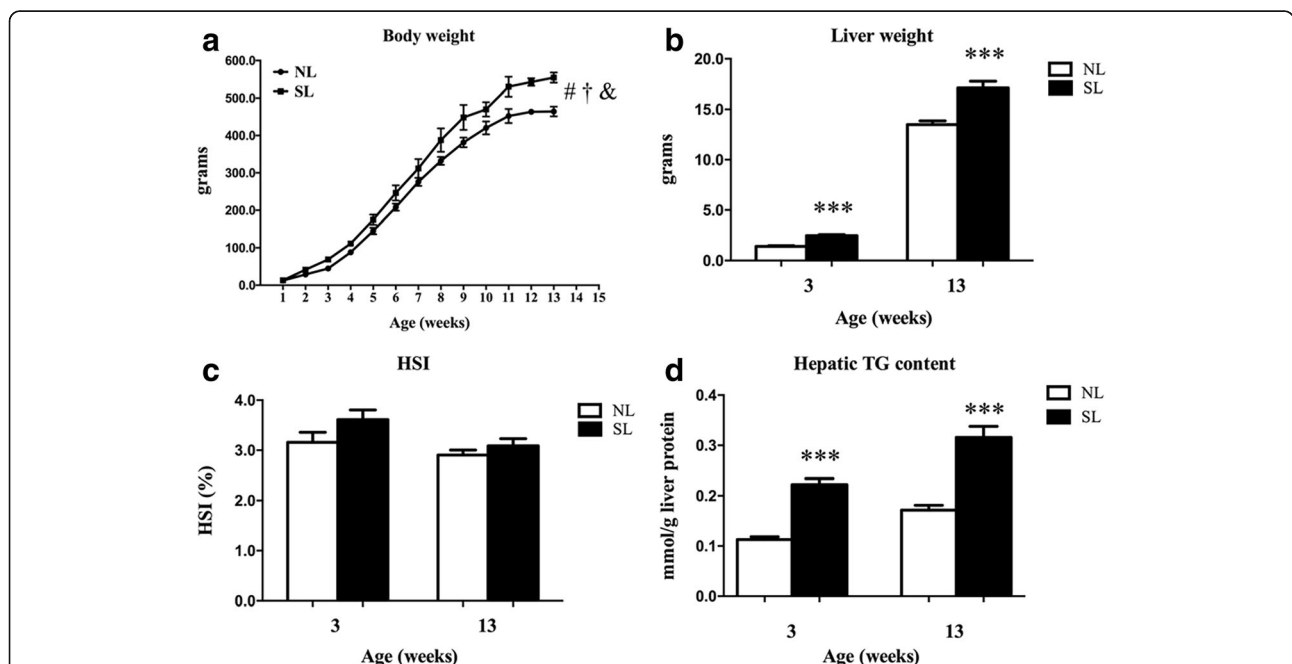 a
Body weight
600.0
500.0
400.0
300.0
200.0
100.0
0.0
grams
NL
SL
# † &
1 2 3 4 5 6 7 8 9 10 11 12 13 14 15
Age (weeks)
b
Liver weight
20.0
15.0
10.0
5.0
0.0
grams
***
***
NL
SL
3 13
Age (weeks)
c
HSI
4.0
3.0
2.0
1.0
0.0
HSI (%)
NL
SL
3 13
Age (weeks)
d
Hepatic TG content
0.4
0.3
0.2
0.1
0.0
mmol/g liver protein
***
***
NL
SL
3 13
Age (weeks)